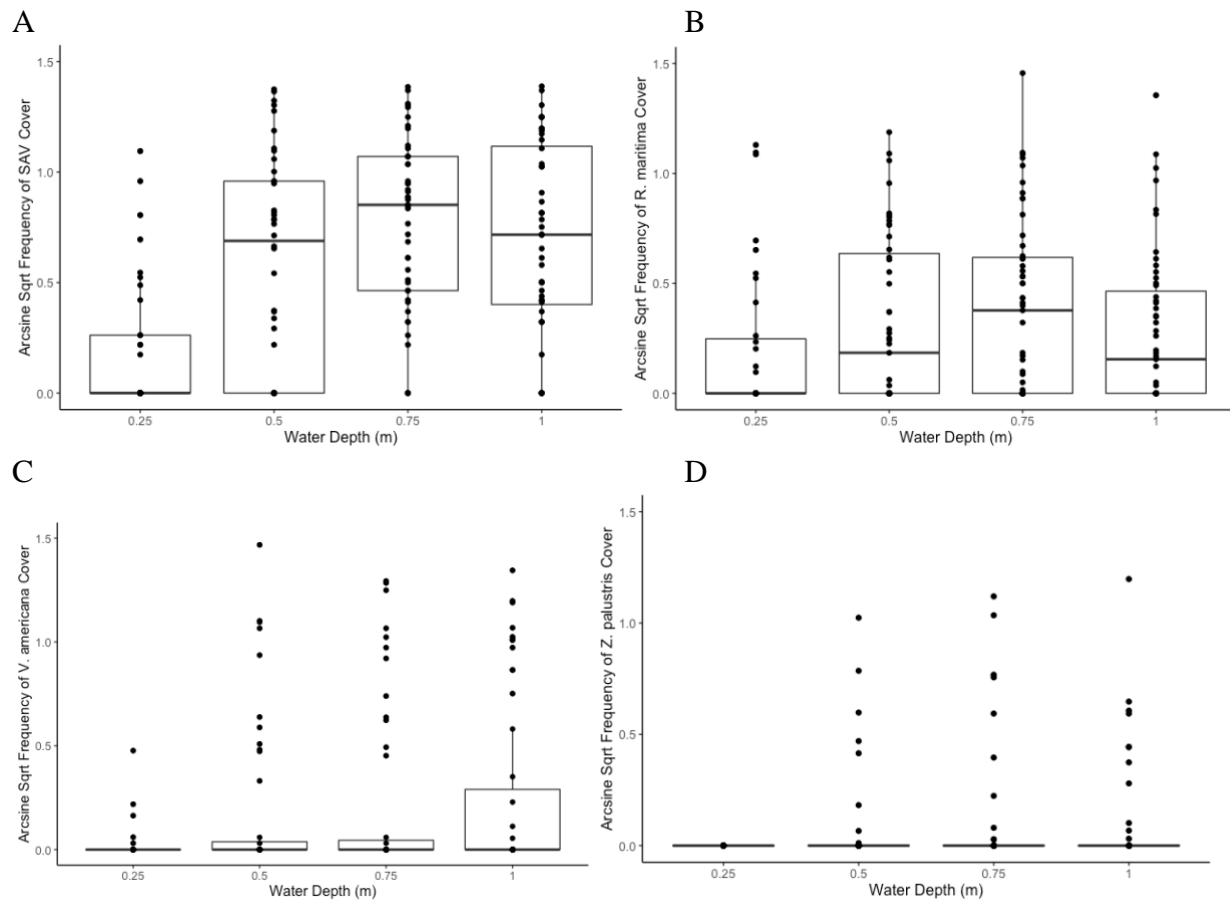 A
Arcsine Sqrt Frequency of SAV Cover
1.5
1.0
0.5
0.0
0.25 0.5 0.75 1
Water Depth (m)
B
Arcsine Sqrt Frequency of R. maritima Cover
1.5
1.0
0.5
0.0
0.25 0.5 0.75 1
Water Depth (m)
C
Arcsine Sqrt Frequency of V. americana Cover
1.5
1.0
0.5
0.0
0.25 0.5 0.75 1
Water Depth (m)
D
Arcsine Sqrt Frequency of Z. palustris Cover
1.5
1.0
0.5
0.0
0.25 0.5 0.75 1
Water Depth (m)